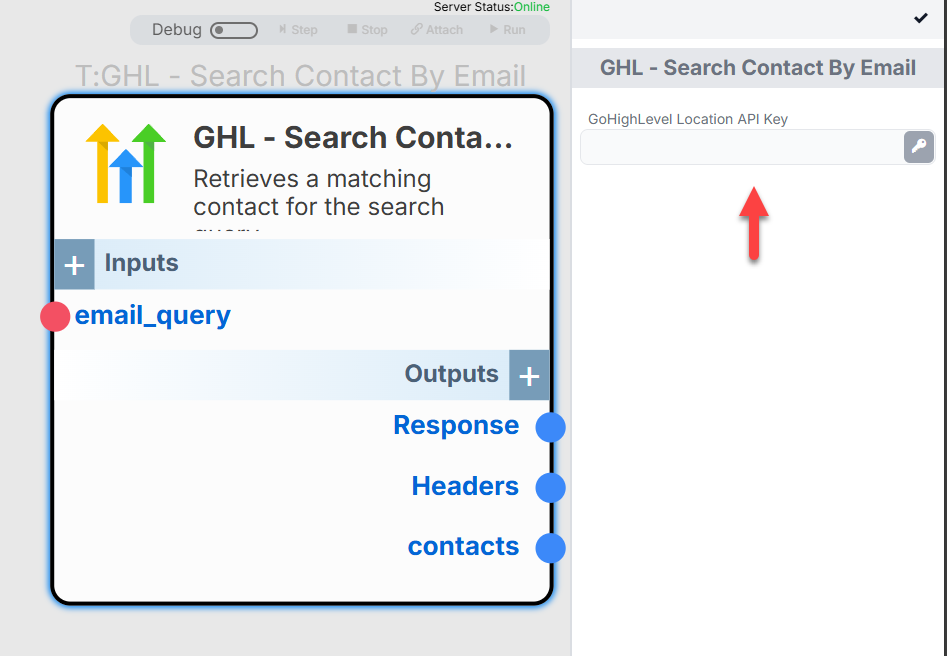 Server Status:Online
Debug Step Stop Attach Run
T:GHL - Search Contact By Email
GHL - Search Conta...
Retrieves a matching
contact for the search
Inputs
email_query
Outputs
Response
Headers
contacts
GHL - Search Contact By Email
GoHighLevel Location API Key